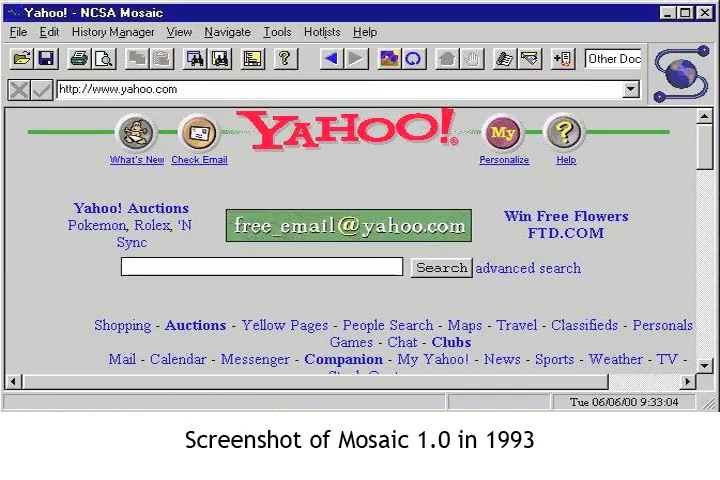 Yahoo! - NCSA Mosaic
File Edit History Manager View Navigate Tools Hotlists Help
Other Doc
http://www.yahoo.com
YAHOO!
My
What's New Check Email Personalize Help
Yahoo! Auctions
Pokemon, Rolex, 'N
Sync
free_email@yahoo.com
Win Free Flowers
FTD.COM
Search advanced search
Shopping - Auctions - Yellow Pages - People Search - Maps - Travel - Classifieds - Personals
Games - Chat - Clubs
Mail - Calendar - Messenger - Companion - My Yahoo! - News - Sports - Weather - TV -
Tue 06/06/00 9:33:04
Screenshot of Mosaic 1.0 in 1993